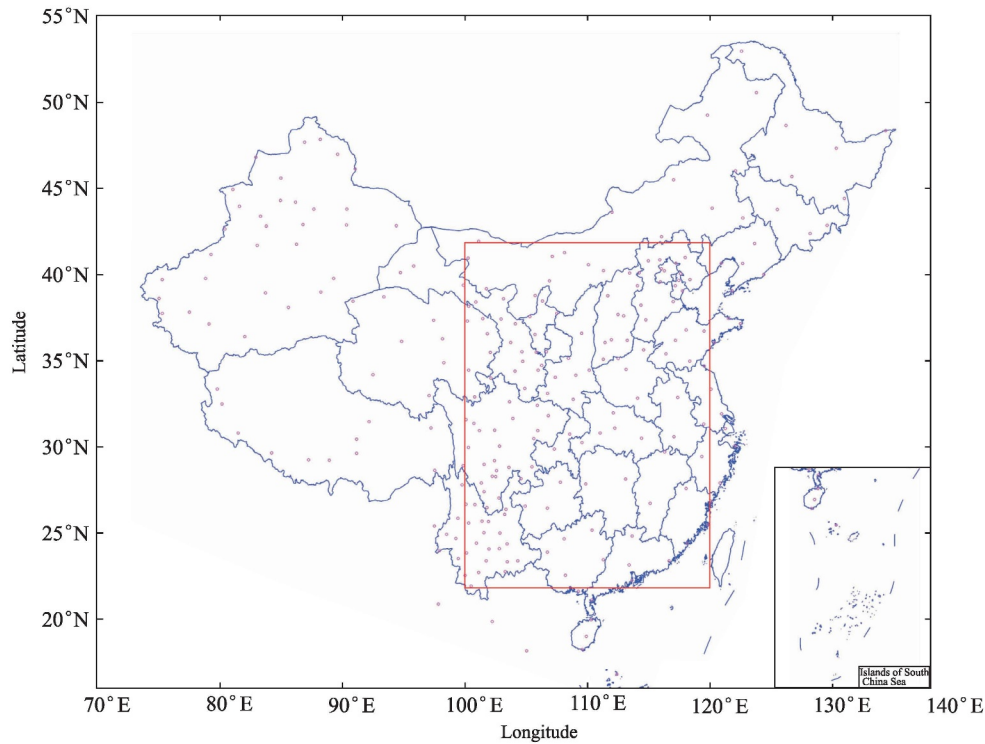 55°N
50°N
45°N
40°N
35°N
30°N
25°N
20°N
Latitude
70°E
80°E
90°E
100°E
110°E
120°E
130°E
140°E
Longitude
Islands of South
China Sea